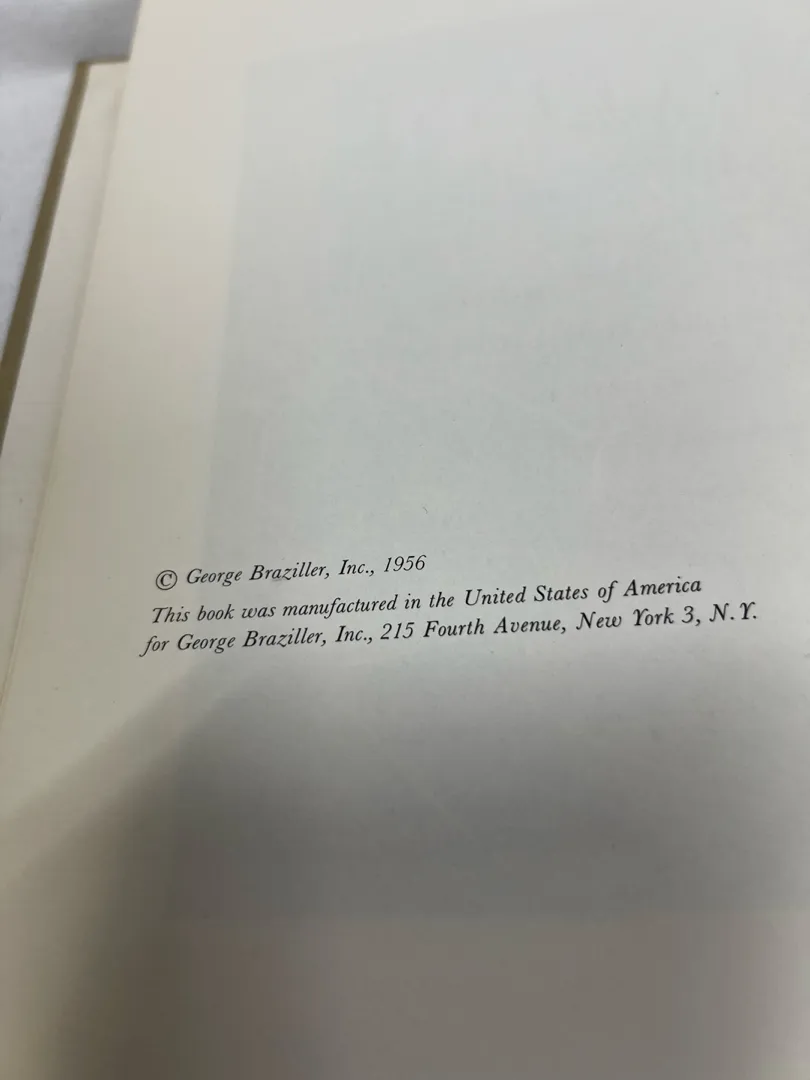 © George Braziller, Inc., 1956
This book was manufactured in the United States of America
for George Braziller, Inc., 215 Fourth Avenue, New York 3, N.Y.